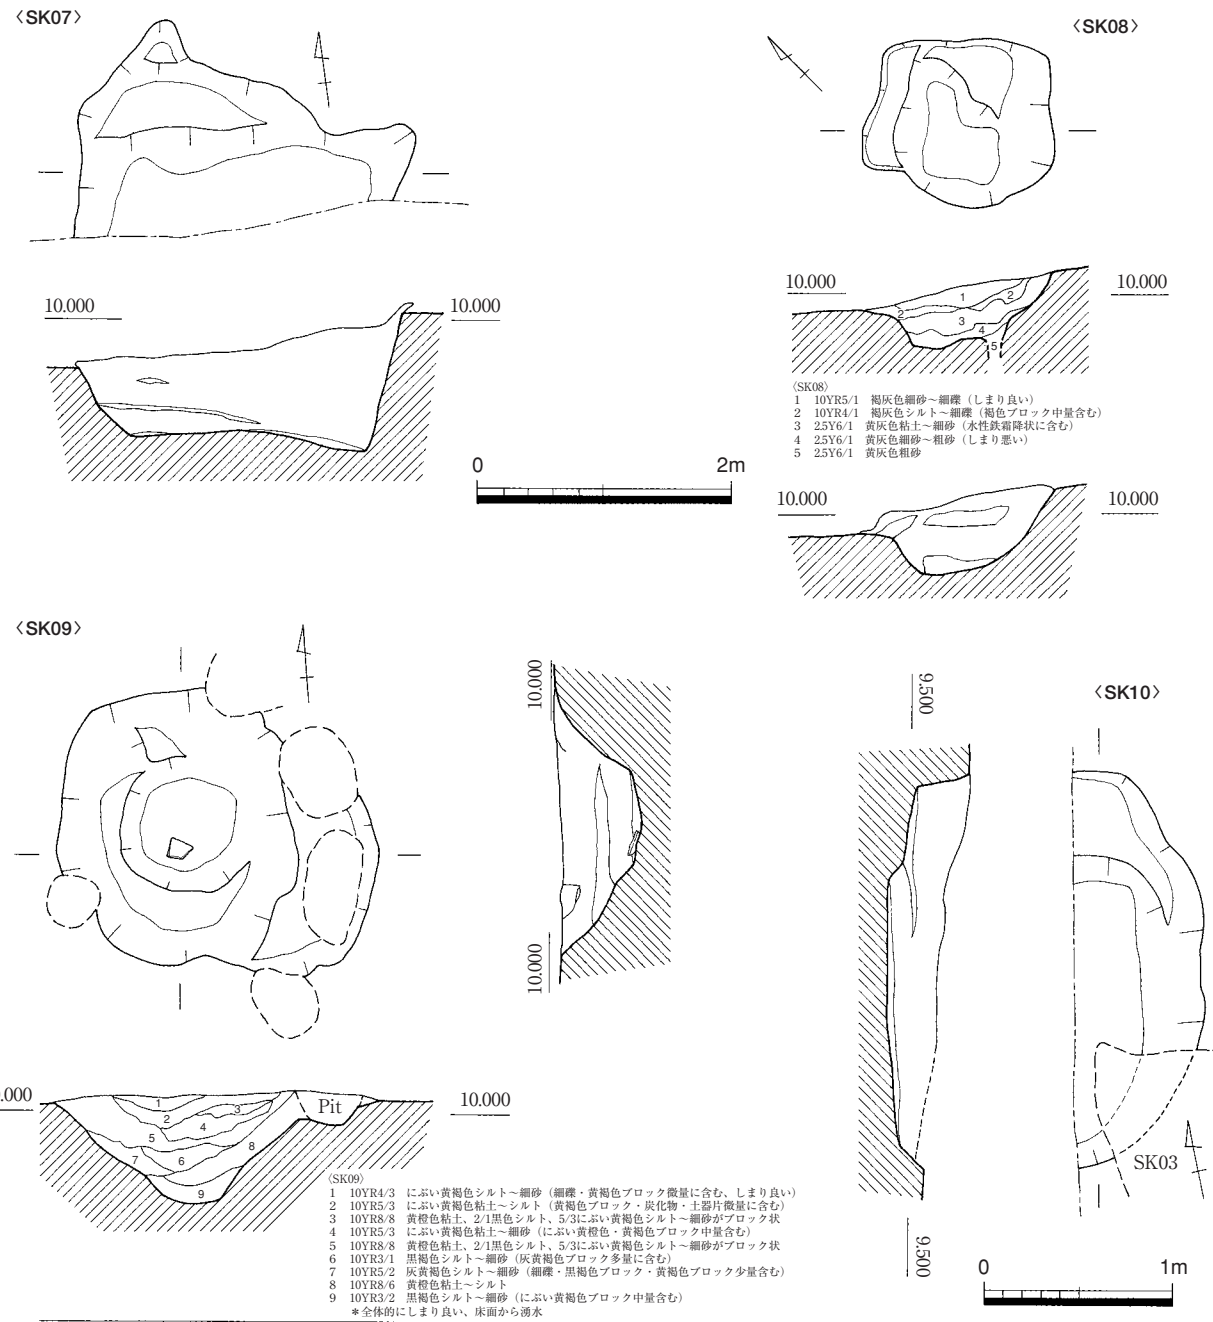 〈SK07〉
〈SK08〉
10.000
10.000
10.000
10.000
1
2
2
3
4
5
〈SK08〉
1 10YR5/1 褐灰色細砂～細礫（しまり良い）
2 10YR4/1 褐灰色シルト～細礫（褐色ブロック中量含む）
3 2.5Y6/1 黄灰色粘土～細砂（水性鉄霜降状に含む）
4 2.5Y6/1 黄灰色細砂～粗砂（しまり悪い）
5 2.5Y6/1 黄灰色粗砂
0
2m
10.000
10.000
〈SK09〉
10.000
10.000
9.500
〈SK10〉
SK03
9.500
0
1m
.000
10.000
1
2
3
4
5
6
7
8
9
Pit
〈SK09〉
1 10YR4/3 にぶい黄褐色シルト～細砂（細礫・黄褐色ブロック微量に含む、しまり良い）
2 10YR5/3 にぶい黄褐色粘土～シルト（黄褐色ブロック・炭化物・土器片微量に含む）
3 10YR8/8 黄橙色粘土、2/1黒色シルト、5/3にぶい黄褐色シルト～細砂がブロック状
4 10YR5/3 にぶい黄褐色粘土～細砂（にぶい黄橙色・黄褐色ブロック中量含む）
5 10YR8/8 黄橙色粘土、2/1黒色シルト、5/3にぶい黄褐色シルト～細砂がブロック状
6 10YR3/1 黒褐色シルト～細砂（灰黄褐色ブロック多量に含む）
7 10YR5/2 灰黄褐色シルト～細砂（細礫・黒褐色ブロック・黄褐色ブロック少量含む）
8 10YR8/6 黄橙色粘土～シルト
9 10YR3/2 黒褐色シルト～細砂（にぶい黄褐色ブロック中量含む）
＊全体的にしまり良い、床面から湧水